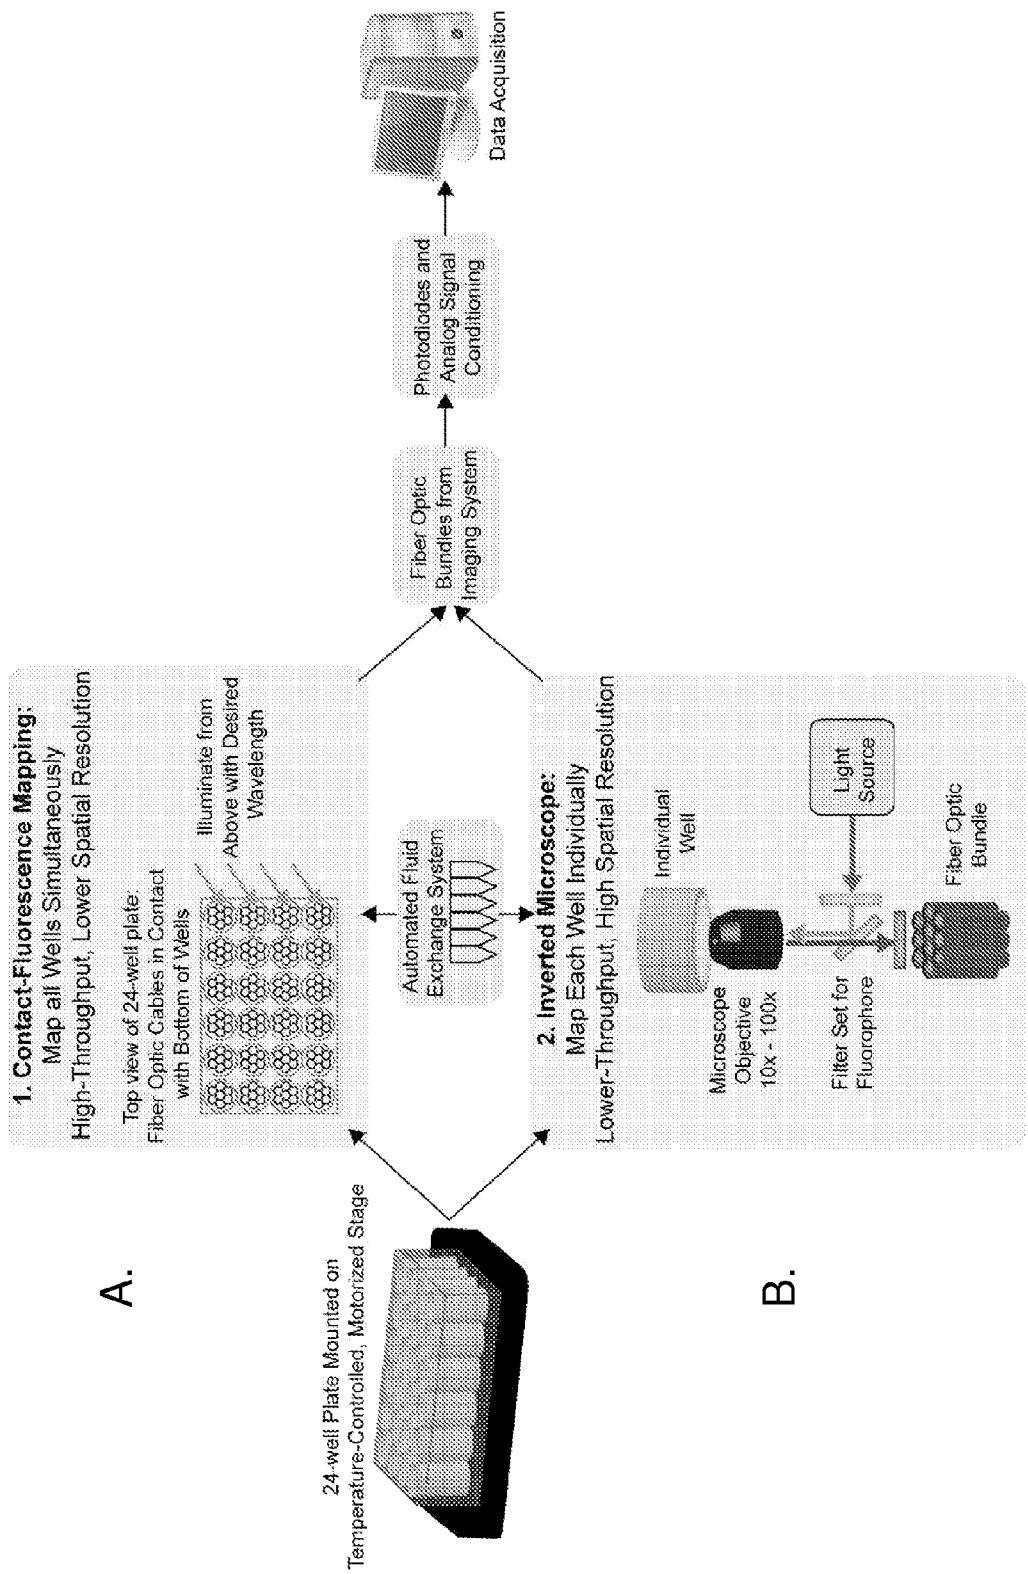 A.
1. Contact-Fluorescence Mapping:
Map all Wells Simultaneously
High-Throughput, Lower Spatial Resolution
Top view of 24-well plate:
Fiber Optic Cables in Contact
with Bottom of Wells
Illuminate from
Above with Desired
Wavelength
24-well Plate Mounted on
Temperature-Controlled, Motorized Stage
Automated Fluid
Exchange System
Fiber Optic
Bundles from
Imaging System
Photodiodes and
Analog Signal
Conditioning
Data Acquisition
B.
2. Inverted Microscope:
Map Each Well Individually
Lower-Throughput, High Spatial Resolution
Individual
Well
Microscope
Objective
10x - 100x
Light
Source
Filter Set for
Fluorophore
Fiber Optic
Bundle